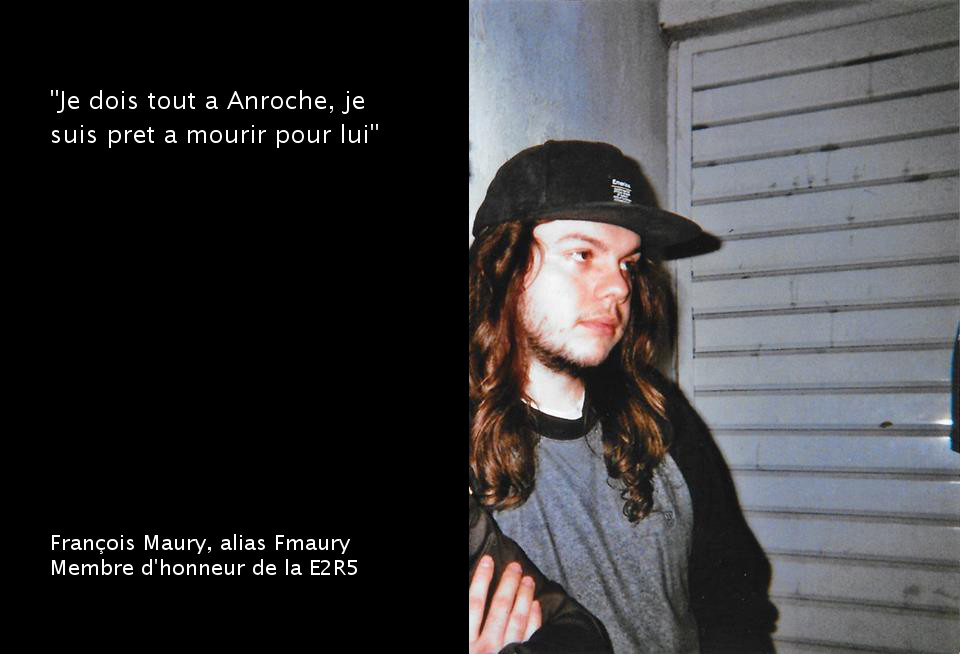 "Je dois tout a Anroche, je
suis pret a mourir pour lui"
François Maury, alias Fmaury
Membre d'honneur de la E2R5